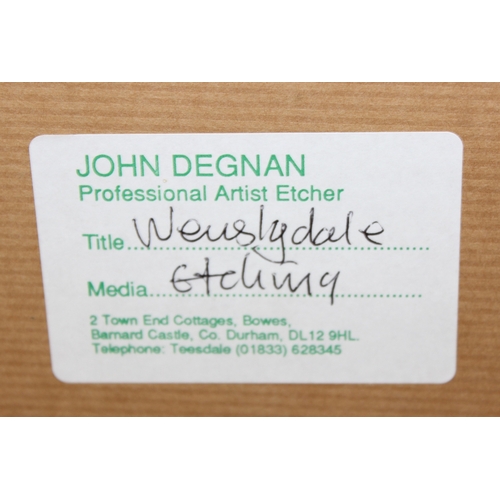 JOHN DEGNAN
Professional Artist Etcher
Title Wenslydale
Media Etching
2 Town End Cottages, Bowes,
Barnard Castle, Co. Durham, DL12 9HL.
Telephone: Teesdale (01833) 628345